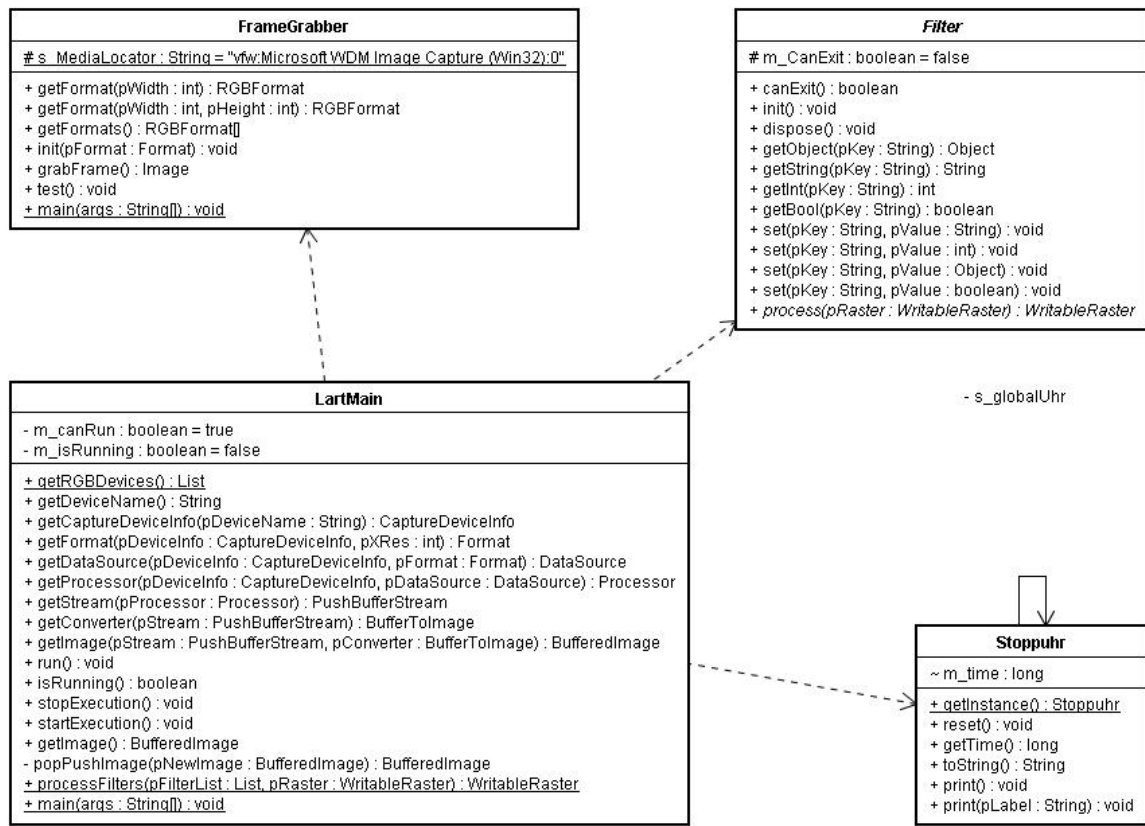 FrameGrabber
# s_MediaLocator : String = "vfw:Microsoft WDM Image Capture (Win32):0"
+ getFormat(pWidth : int) : RGBFormat
+ getFormat(pWidth : int, pHeight : int) : RGBFormat
+ getFormats() : RGBFormat[]
+ init(pFormat : Format) : void
+ grabFrame() : Image
+ test() : void
+ main(args : String[]) : void
Filter
# m_CanExit : boolean = false
+ canExit() : boolean
+ init() : void
+ dispose() : void
+ getObject(pKey : String) : Object
+ getString(pKey : String) : String
+ getInt(pKey : String) : int
+ getBool(pKey : String) : boolean
+ set(pKey : String, pValue : String) : void
+ set(pKey : String, pValue : int) : void
+ set(pKey : String, pValue : Object) : void
+ set(pKey : String, pValue : boolean) : void
+ process(pRaster : WritableRaster) : WritableRaster
LartMain
- m_canRun : boolean = true
- m_isRunning : boolean = false
+ getRGBDevices() : List
+ getDeviceName() : String
+ getCaptureDeviceInfo(pDeviceName : String) : CaptureDeviceInfo
+ getFormat(pDeviceInfo : CaptureDeviceInfo, pXRes : int) : Format
+ getDataSource(pDeviceInfo : CaptureDeviceInfo, pFormat : Format) : DataSource
+ getProcessor(pDeviceInfo : CaptureDeviceInfo, pDataSource : DataSource) : Processor
+ getStream(pProcessor : Processor) : PushBufferStream
+ getConverter(pStream : PushBufferStream) : BufferToImage
+ getImage(pStream : PushBufferStream, pConverter : BufferToImage) : BufferedImage
+ run() : void
+ isRunning() : boolean
+ stopExecution() : void
+ startExecution() : void
+ getImage() : BufferedImage
- popPushImage(pNewImage : BufferedImage) : BufferedImage
+ processFilters(pFilterList : List, pRaster : WritableRaster) : WritableRaster
+ main(args : String[]) : void
- s_globalUhr
Stoppuhr
~ m_time : long
+ getInstance() : Stoppuhr
+ reset() : void
+ getTime() : long
+ toString() : String
+ print() : void
+ print(pLabel : String) : void